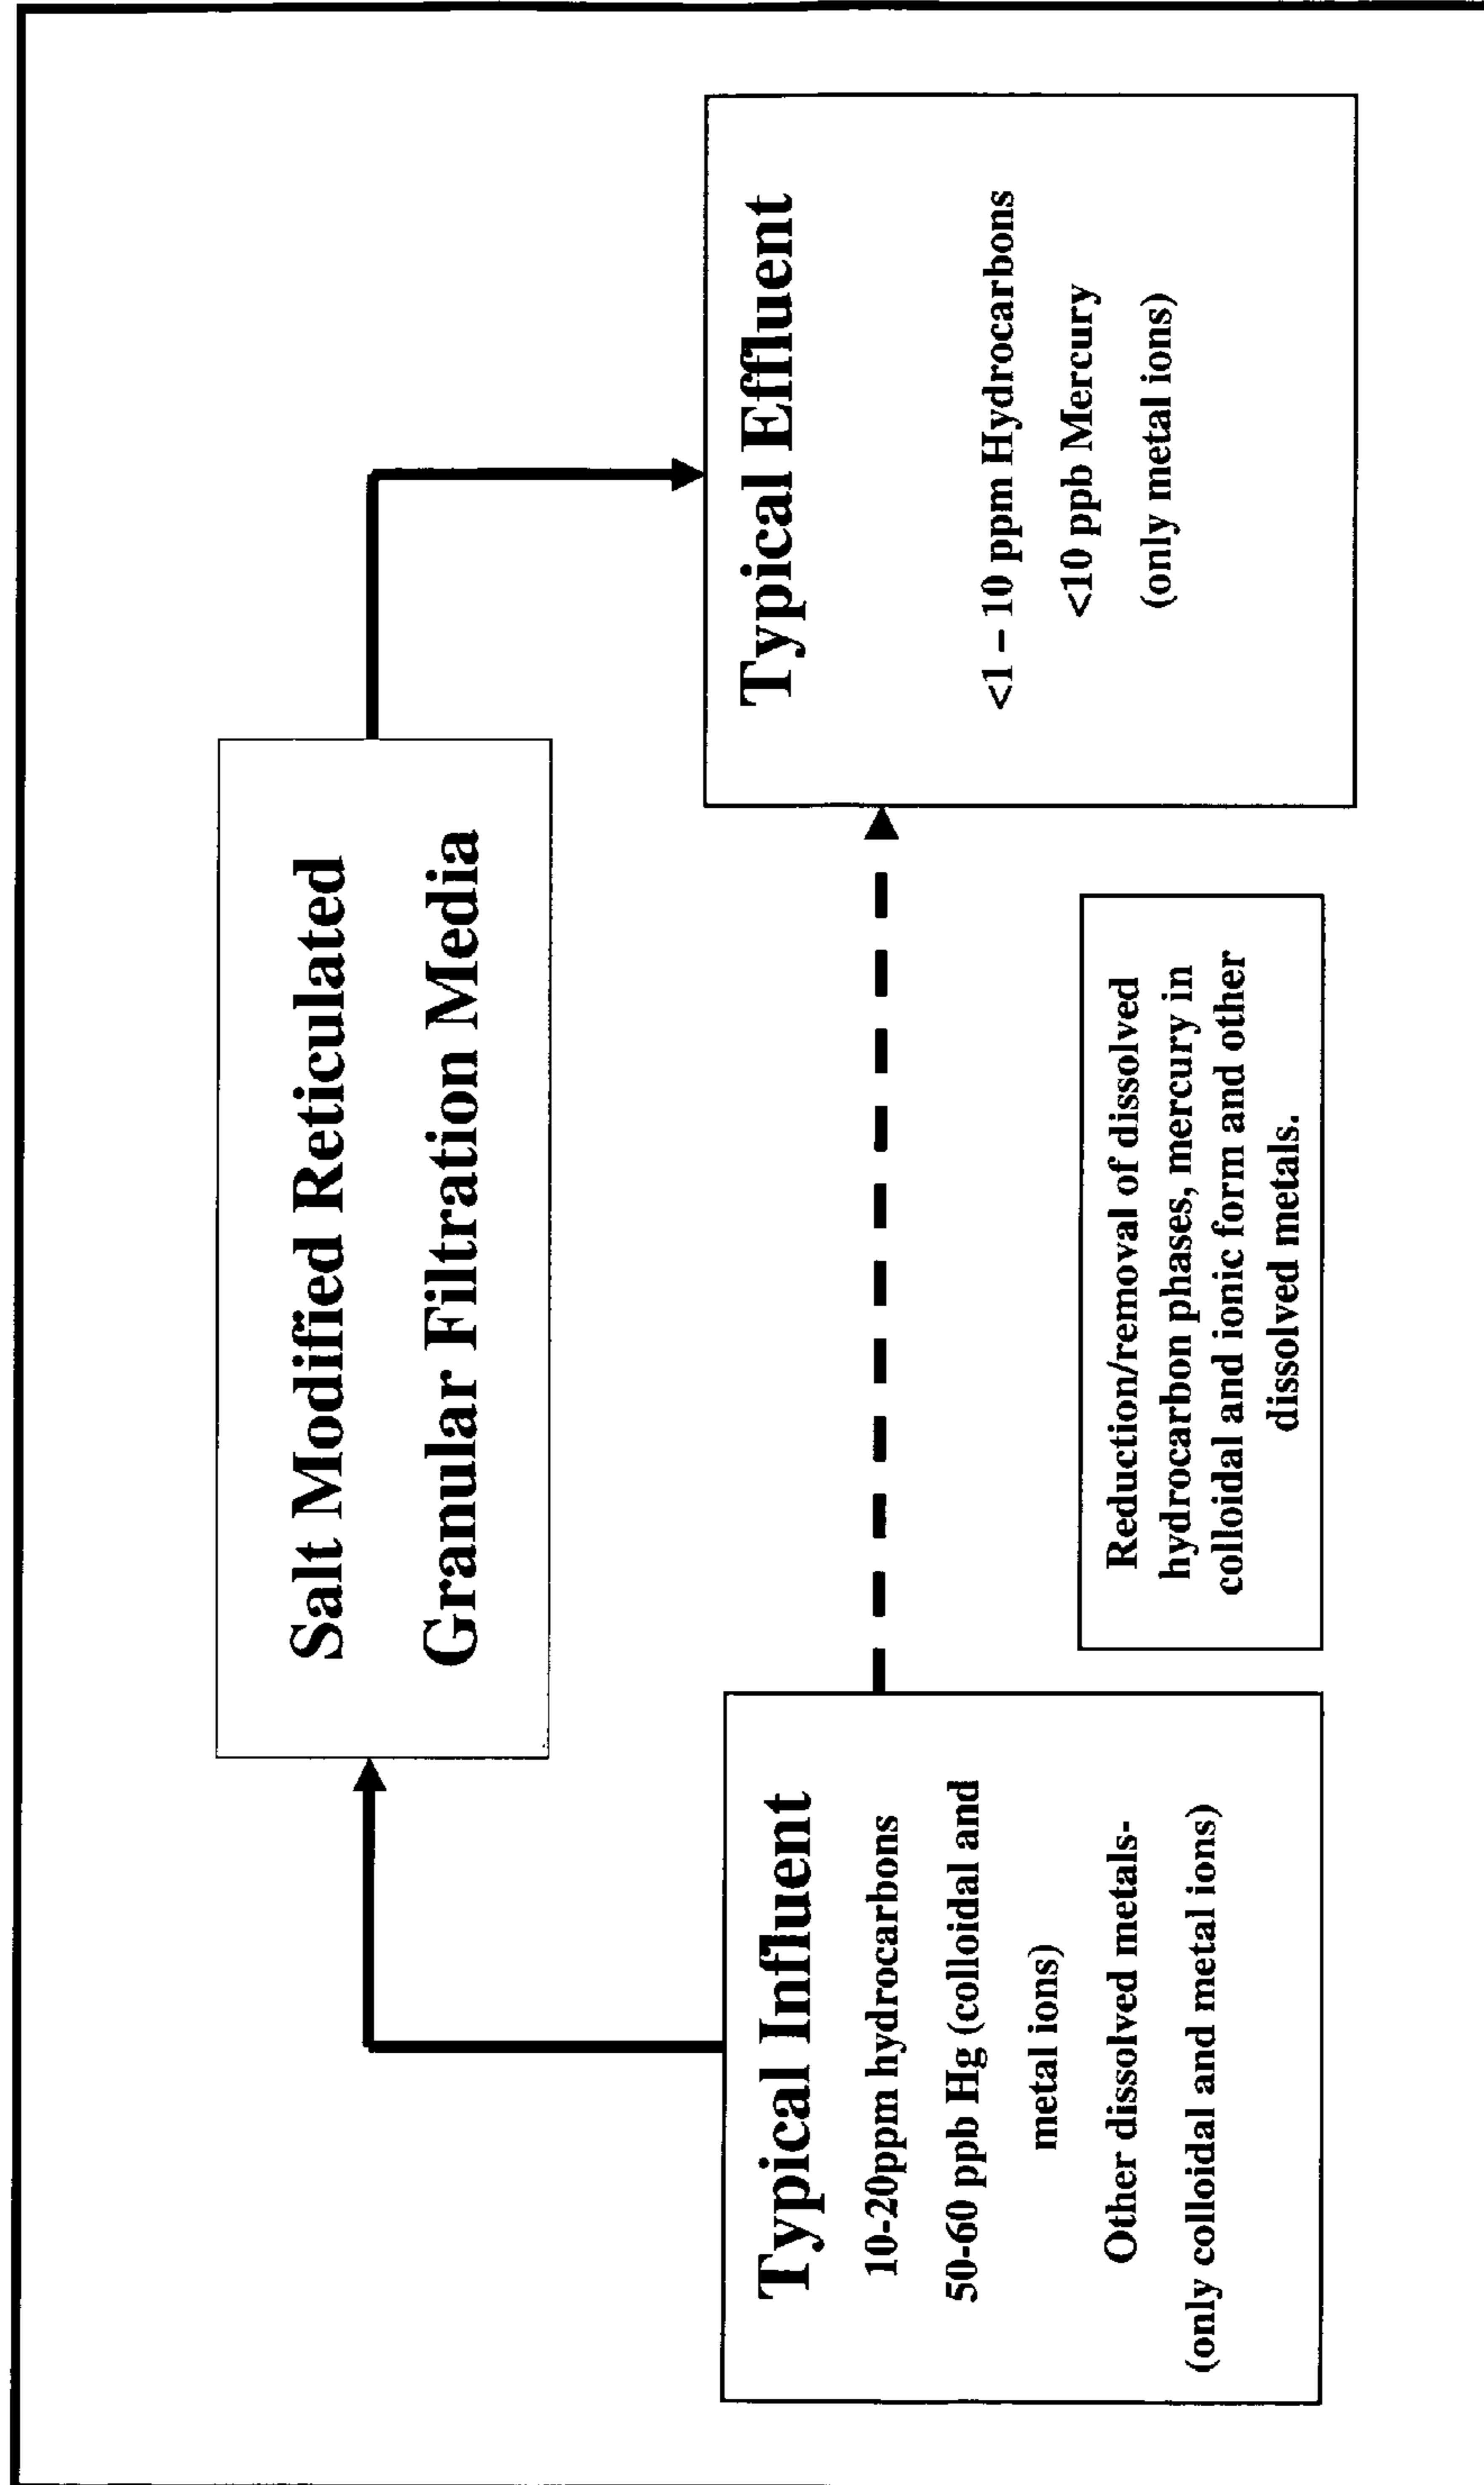 Salt Modified Reticulated
Granular Filtration Media
Typical Influent
10-20ppm hydrocarbons
50-60 ppb Hg (colloidal and
metal ions)
Other dissolved metals-
(only colloidal and metal ions)
Reduction/removal of dissolved
hydrocarbon phases, mercury in
colloidal and ionic form and other
dissolved metals.
Typical Effluent
<1 – 10 ppm Hydrocarbons
<10 ppb Mercury
(only metal ions)